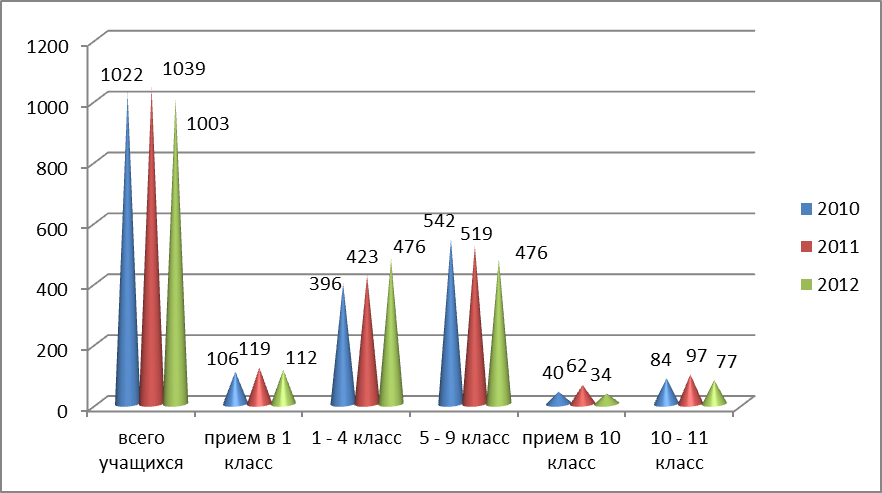 1200
1000
800
600
400
200
0
1022
1039
1003
106
119
112
396
423
476
542
519
476
40
62
34
84
97
77
всего
учащихся
прием в 1
класс
1 - 4 класс
5 - 9 класс
прием в 10
класс
10 - 11
класс
2010
2011
2012